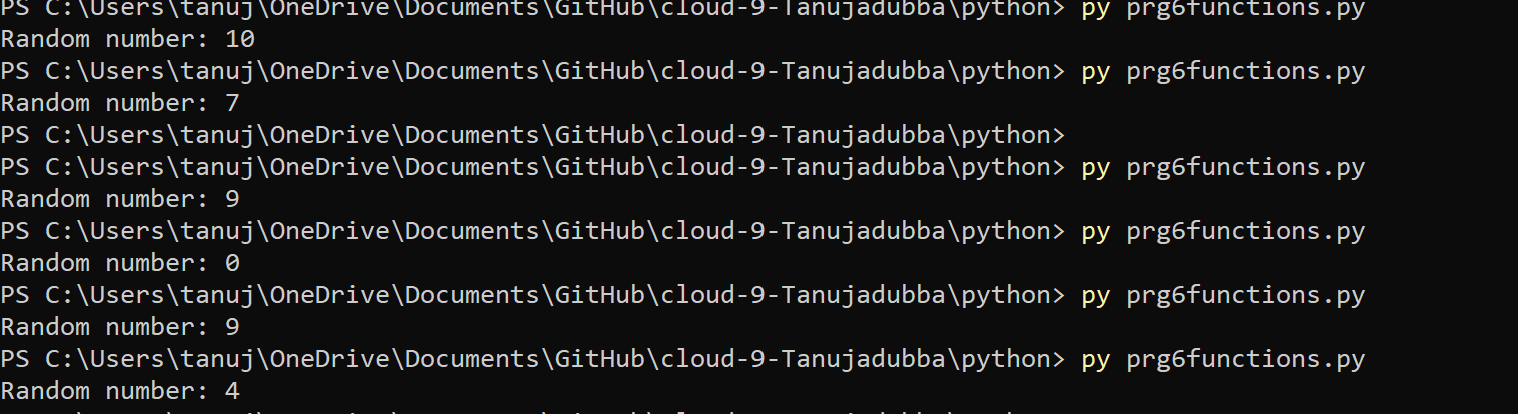 PS C:\Users\tanuj\OneDrive\Documents\GitHub\cloud-9-Tanujadubba\python> py prg6functions.py
Random number: 10
PS C:\Users\tanuj\OneDrive\Documents\GitHub\cloud-9-Tanujadubba\python> py prg6functions.py
Random number: 7
PS C:\Users\tanuj\OneDrive\Documents\GitHub\cloud-9-Tanujadubba\python>
PS C:\Users\tanuj\OneDrive\Documents\GitHub\cloud-9-Tanujadubba\python> py prg6functions.py
Random number: 9
PS C:\Users\tanuj\OneDrive\Documents\GitHub\cloud-9-Tanujadubba\python> py prg6functions.py
Random number: 0
PS C:\Users\tanuj\OneDrive\Documents\GitHub\cloud-9-Tanujadubba\python> py prg6functions.py
Random number: 9
PS C:\Users\tanuj\OneDrive\Documents\GitHub\cloud-9-Tanujadubba\python> py prg6functions.py
Random number: 4